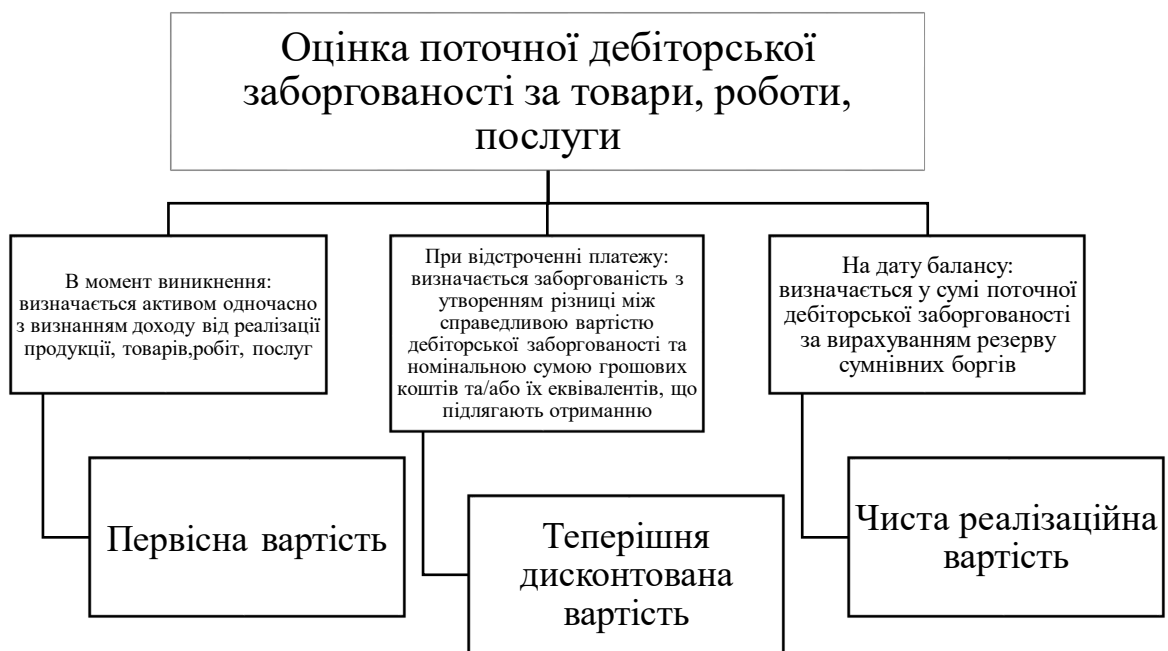 Оцінка поточної дебіторської
заборгованості за товари, роботи,
послуги
В момент виникнення:
визначається активом одночасно
з визнанням доходу від реалізації
продукції, товарів,робіт, послуг
Первісна вартість
При відстроченні платежу:
визначається заборгованість з
утворенням різниці між
справедливою вартістю
дебіторської заборгованості та
номінальною сумою грошових
коштів та/або їх еквівалентів, що
підлягають отриманню
Теперішня
дисконтована
вартість
На дату балансу:
визначається у сумі поточної
дебіторської заборгованості
за вирахуванням резерву
сумнівних боргів
Чиста реалізаційна
вартість